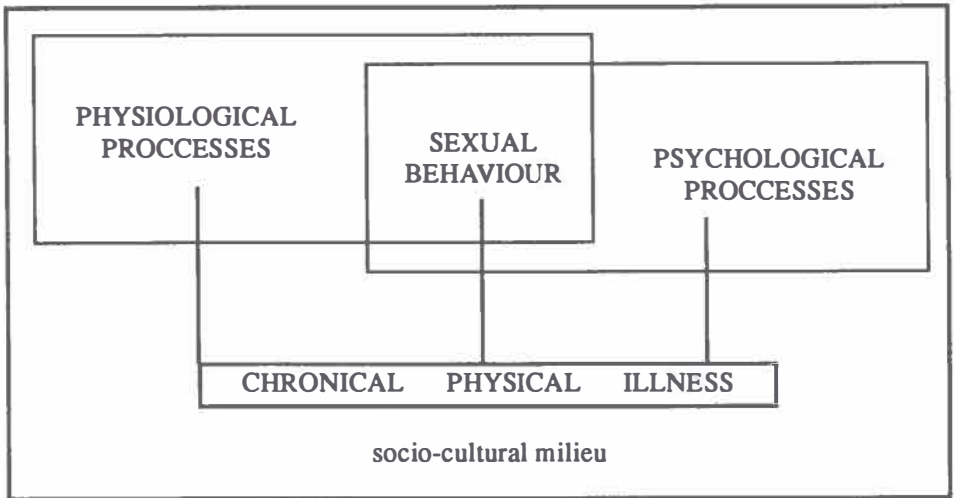 PHYSIOLOGICAL
PROCCESSES
SEXUAL
BEHAVIOUR
PSYCHOLOGICAL
PROCCESSES
CHRONICAL PHYSICAL ILLNESS
socio-cultural milieu